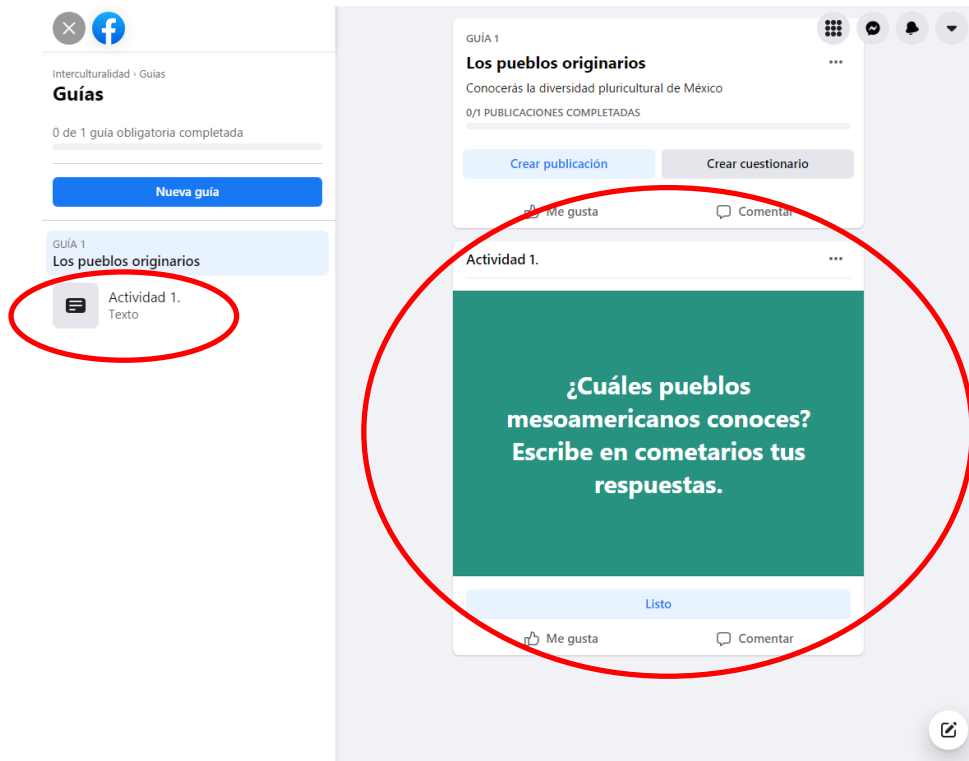 Interculturalidad › Guías
Guías
0 de 1 guía obligatoria completada
Nueva guía
GUÍA 1
Los pueblos originarios
Actividad 1.
Texto
GUÍA 1
Los pueblos originarios
Conocerás la diversidad pluricultural de México
0/1 PUBLICACIONES COMPLETADAS
Crear publicación
Crear cuestionario
Me gusta
Comentar
Actividad 1.
¿Cuáles pueblos
mesoamericanos conoces?
Escribe en cometarios tus
respuestas.
Listo
Me gusta
Comentar